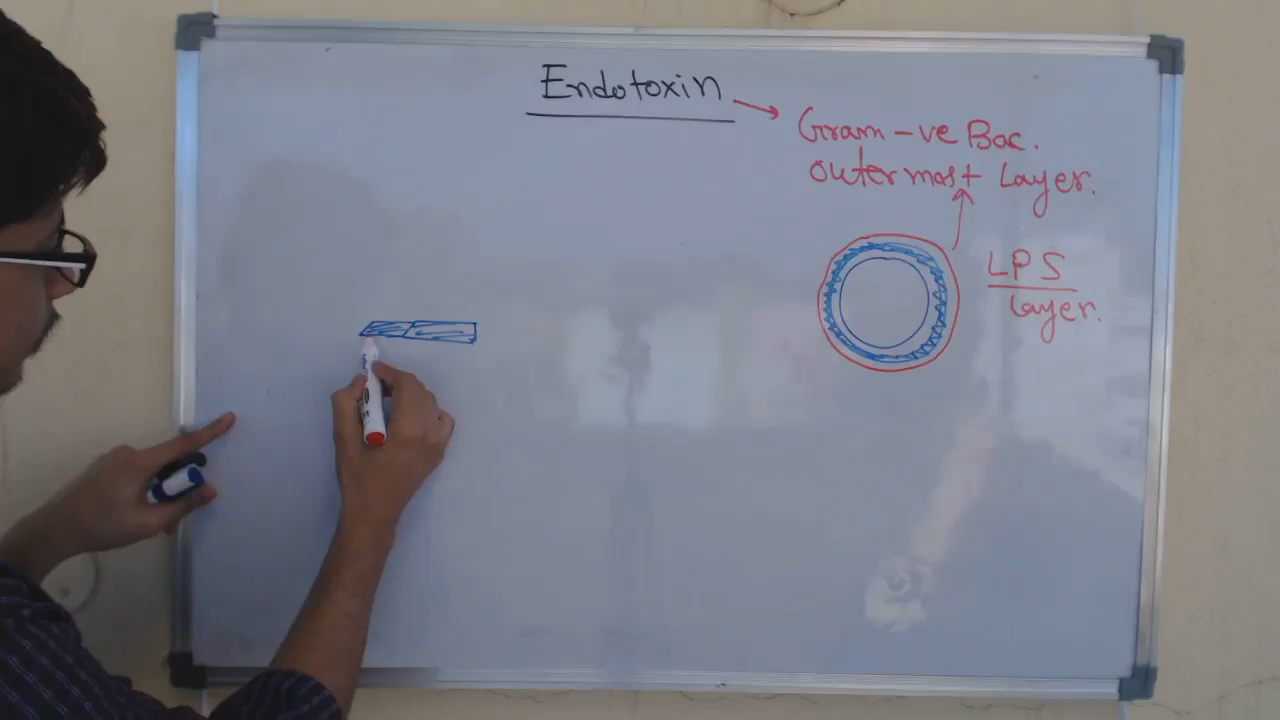 Endotoxin
Gram -ve Bac.
outermost Layer.
LPS
Layer.